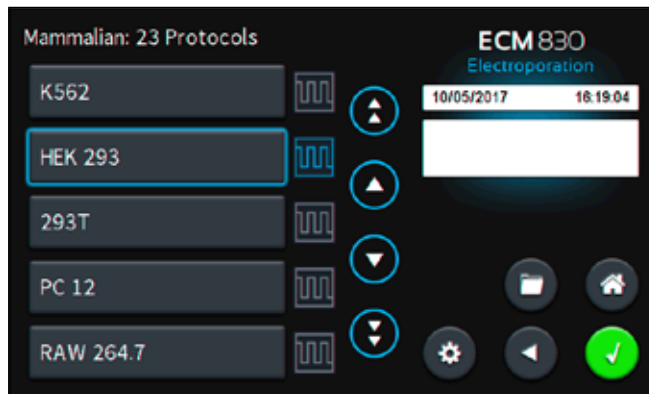 Mammalian: 23 Protocols
K562
HEK 293
293T
PC 12
RAW 264.7
ECM 830
Electroporation
10/05/2017 16:19:04